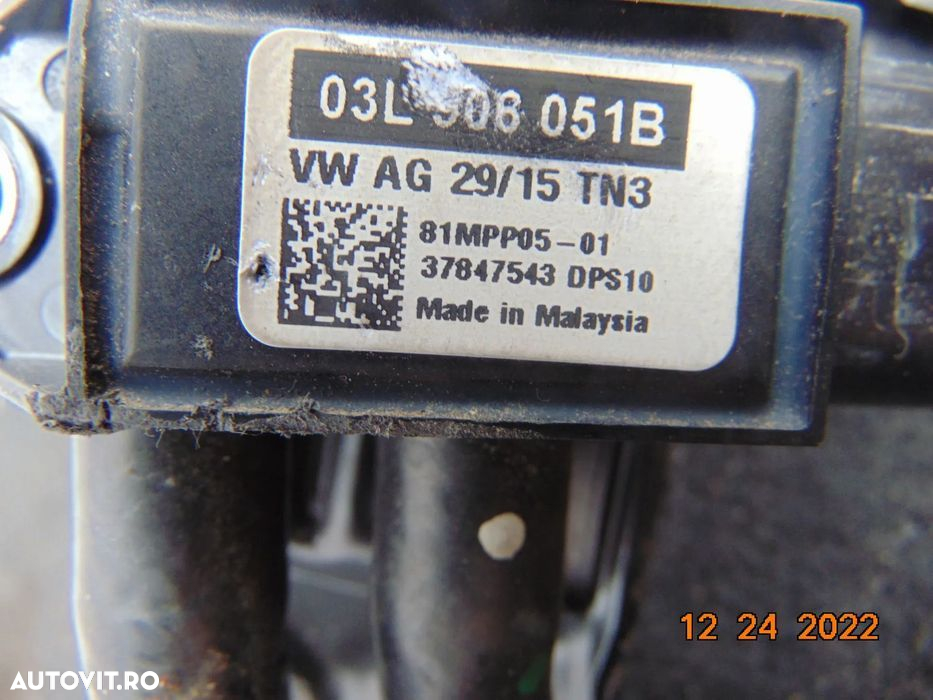 03L 906 051B
VW AG 29/15 TN3
81MPP05-01
37847543 DPS10
Made in Malaysia
12 24 2022
AUTOVIT.RO